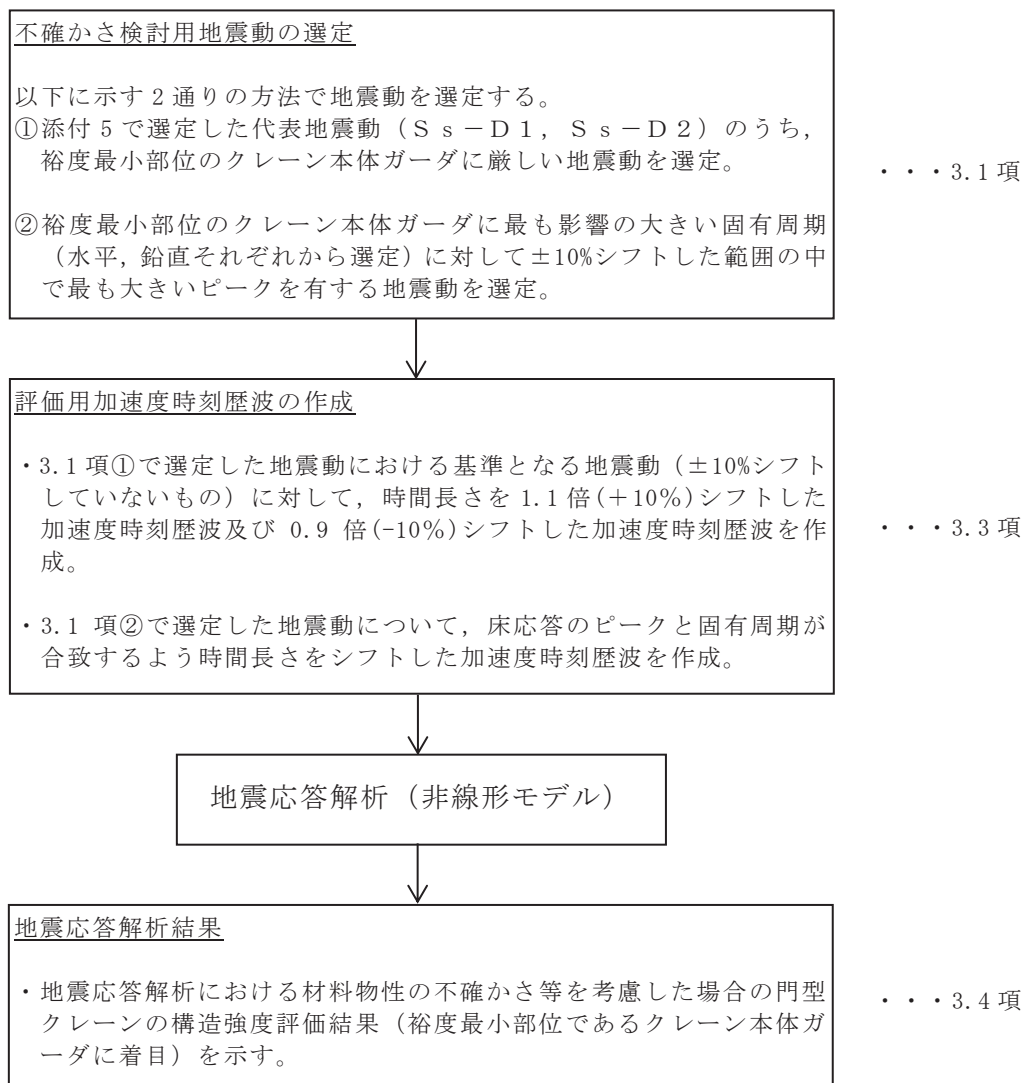 不確かさ検討用地震動の選定
以下に示す2通りの方法で地震動を選定する。
①添付5で選定した代表地震動（Ｓｓ－Ｄ１，Ｓｓ－Ｄ２）のうち，
裕度最小部位のクレーン本体ガーダに厳しい地震動を選定。
・・・3.1項
②裕度最小部位のクレーン本体ガーダに最も影響の大きい固有周期
（水平，鉛直それぞれから選定）に対して±10%シフトした範囲の中
で最も大きいピークを有する地震動を選定。
評価用加速度時刻歴波の作成
・3.1項①で選定した地震動における基準となる地震動（±10%シフト
していないもの）に対して，時間長さを1.1倍(＋10％)シフトした
加速度時刻歴波及び 0.9 倍(-10％)シフトした加速度時刻歴波を作
成。
・・・3.3項
・3.1 項②で選定した地震動について，床応答のピークと固有周期が
合致するよう時間長さをシフトした加速度時刻歴波を作成。
地震応答解析（非線形モデル）
地震応答解析結果
・地震応答解析における材料物性の不確かさ等を考慮した場合の門型
クレーンの構造強度評価結果（裕度最小部位であるクレーン本体ガ
ーダに着目）を示す。
・・・3.4項